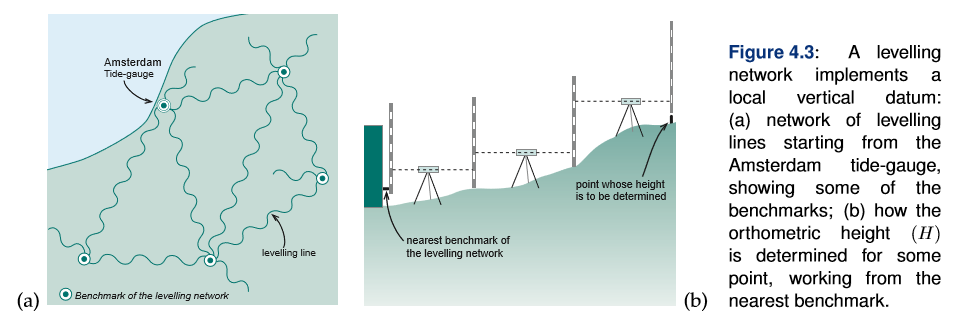 Amsterdam
Tide-gauge
levelling line
Benchmark of the levelling network
(a)
point whose height
is to be determined
nearest benchmark of
the levelling network
(b)
Figure 4.3: A levelling
network implements a
local vertical datum:
(a) network of levelling
lines starting from the
Amsterdam tide-gauge,
showing some of the
benchmarks; (b) how the
orthometric height (H)
is determined for some
point, working from the
nearest benchmark.